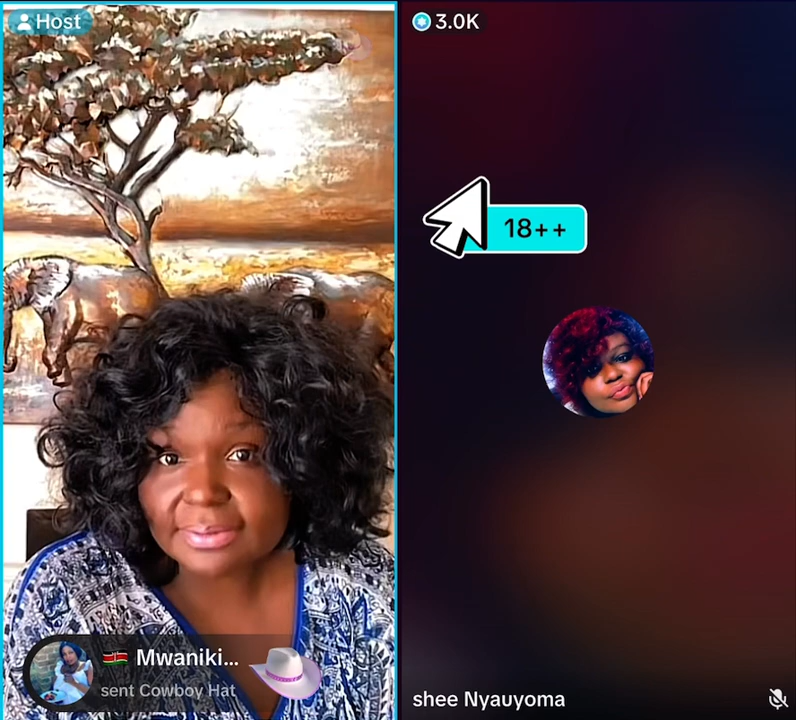 Host
3.0K
18++
🇰🇪 Mwaniki...
sent Cowboy Hat
shee Nyauyoma